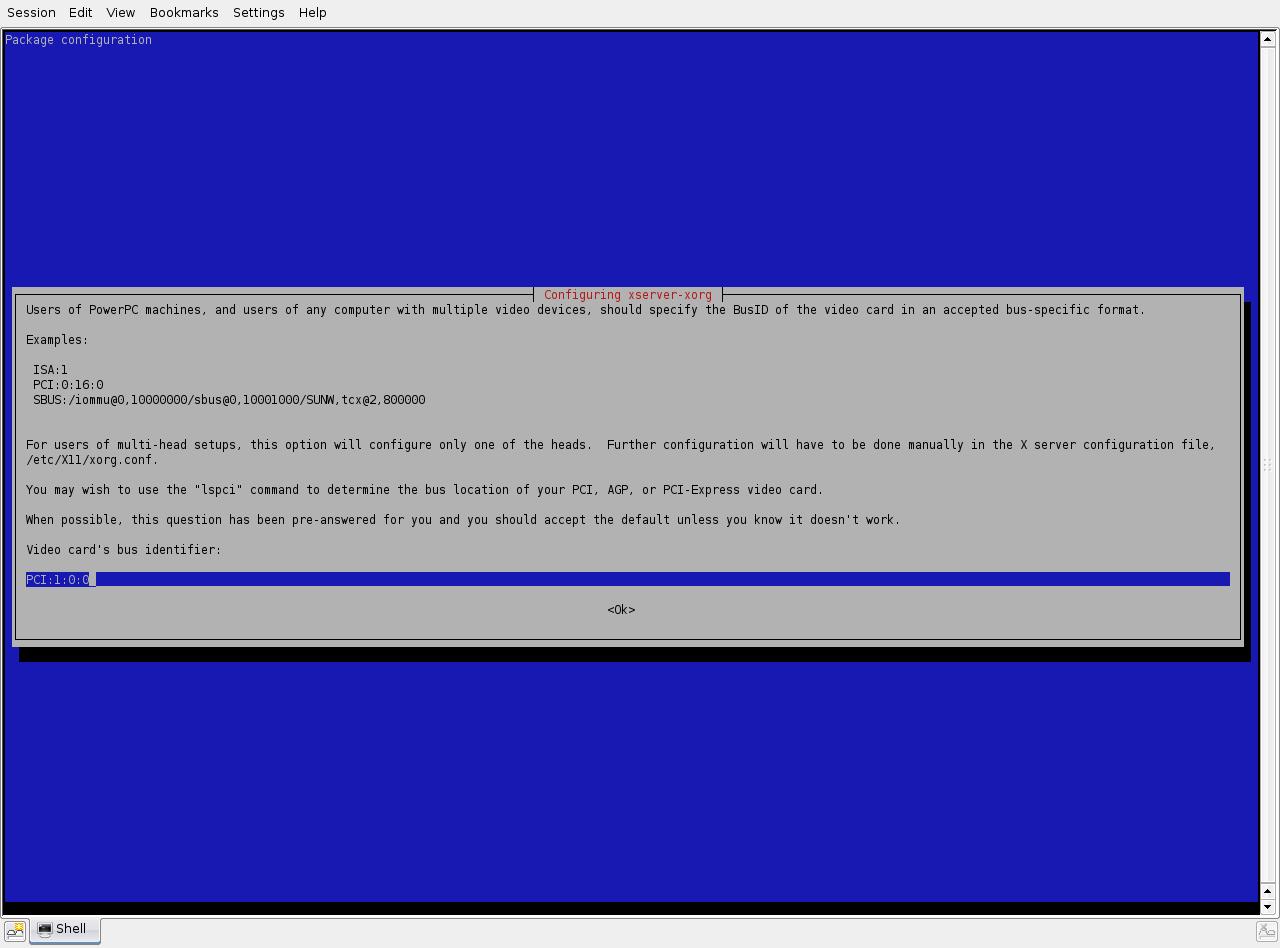 Session Edit View Bookmarks Settings Help
Package configuration
Configuring xserver-xorg
Users of PowerPC machines, and users of any computer with multiple video devices, should specify the BusID of the video card in an accepted bus-specific format.
Examples:
ISA:1
PCI:0:16:0
SBUS:/iommu@0,10000000/sbus@0,10001000/SUNW,tcx@2,800000
For users of multi-head setups, this option will configure only one of the heads.  Further configuration will have to be done manually in the X server configuration file,
/etc/X11/xorg.conf.
You may wish to use the "lspci" command to determine the bus location of your PCI, AGP, or PCI-Express video card.
When possible, this question has been pre-answered for you and you should accept the default unless you know it doesn't work.
Video card's bus identifier:
PCI:1:0:0
<Ok>
Shell